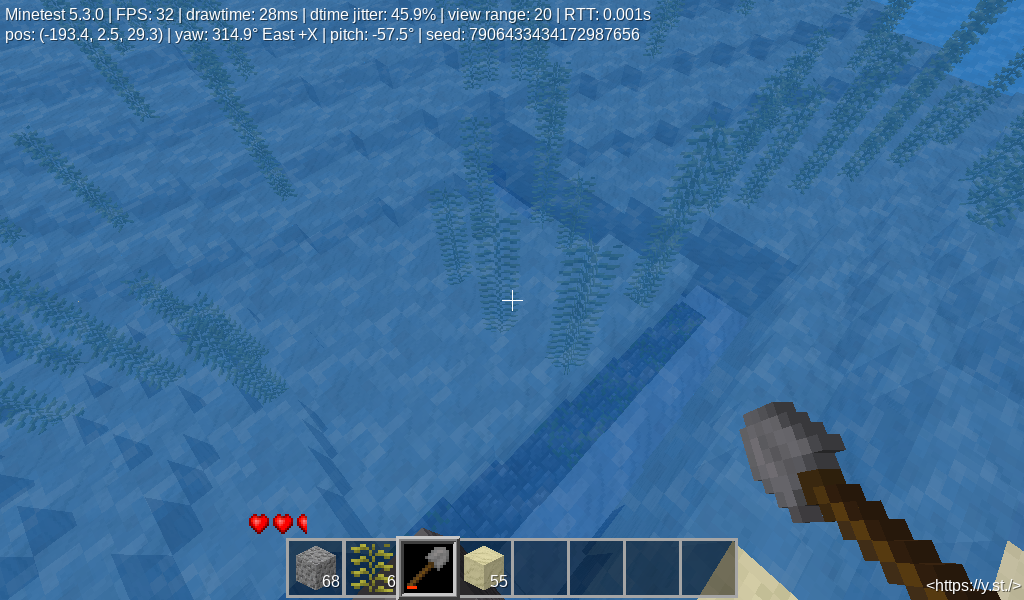 Minetest 5.3.0 | FPS: 32 | drawtime: 28ms | dtime jitter: 45.9% | view range: 20 | RTT: 0.001s
pos: (-193.4, 2.5, 29.3) | yaw: 314.9° East +X | pitch: -57.5° | seed: 7906433434172987656
68 6 55
<https://y.st./>